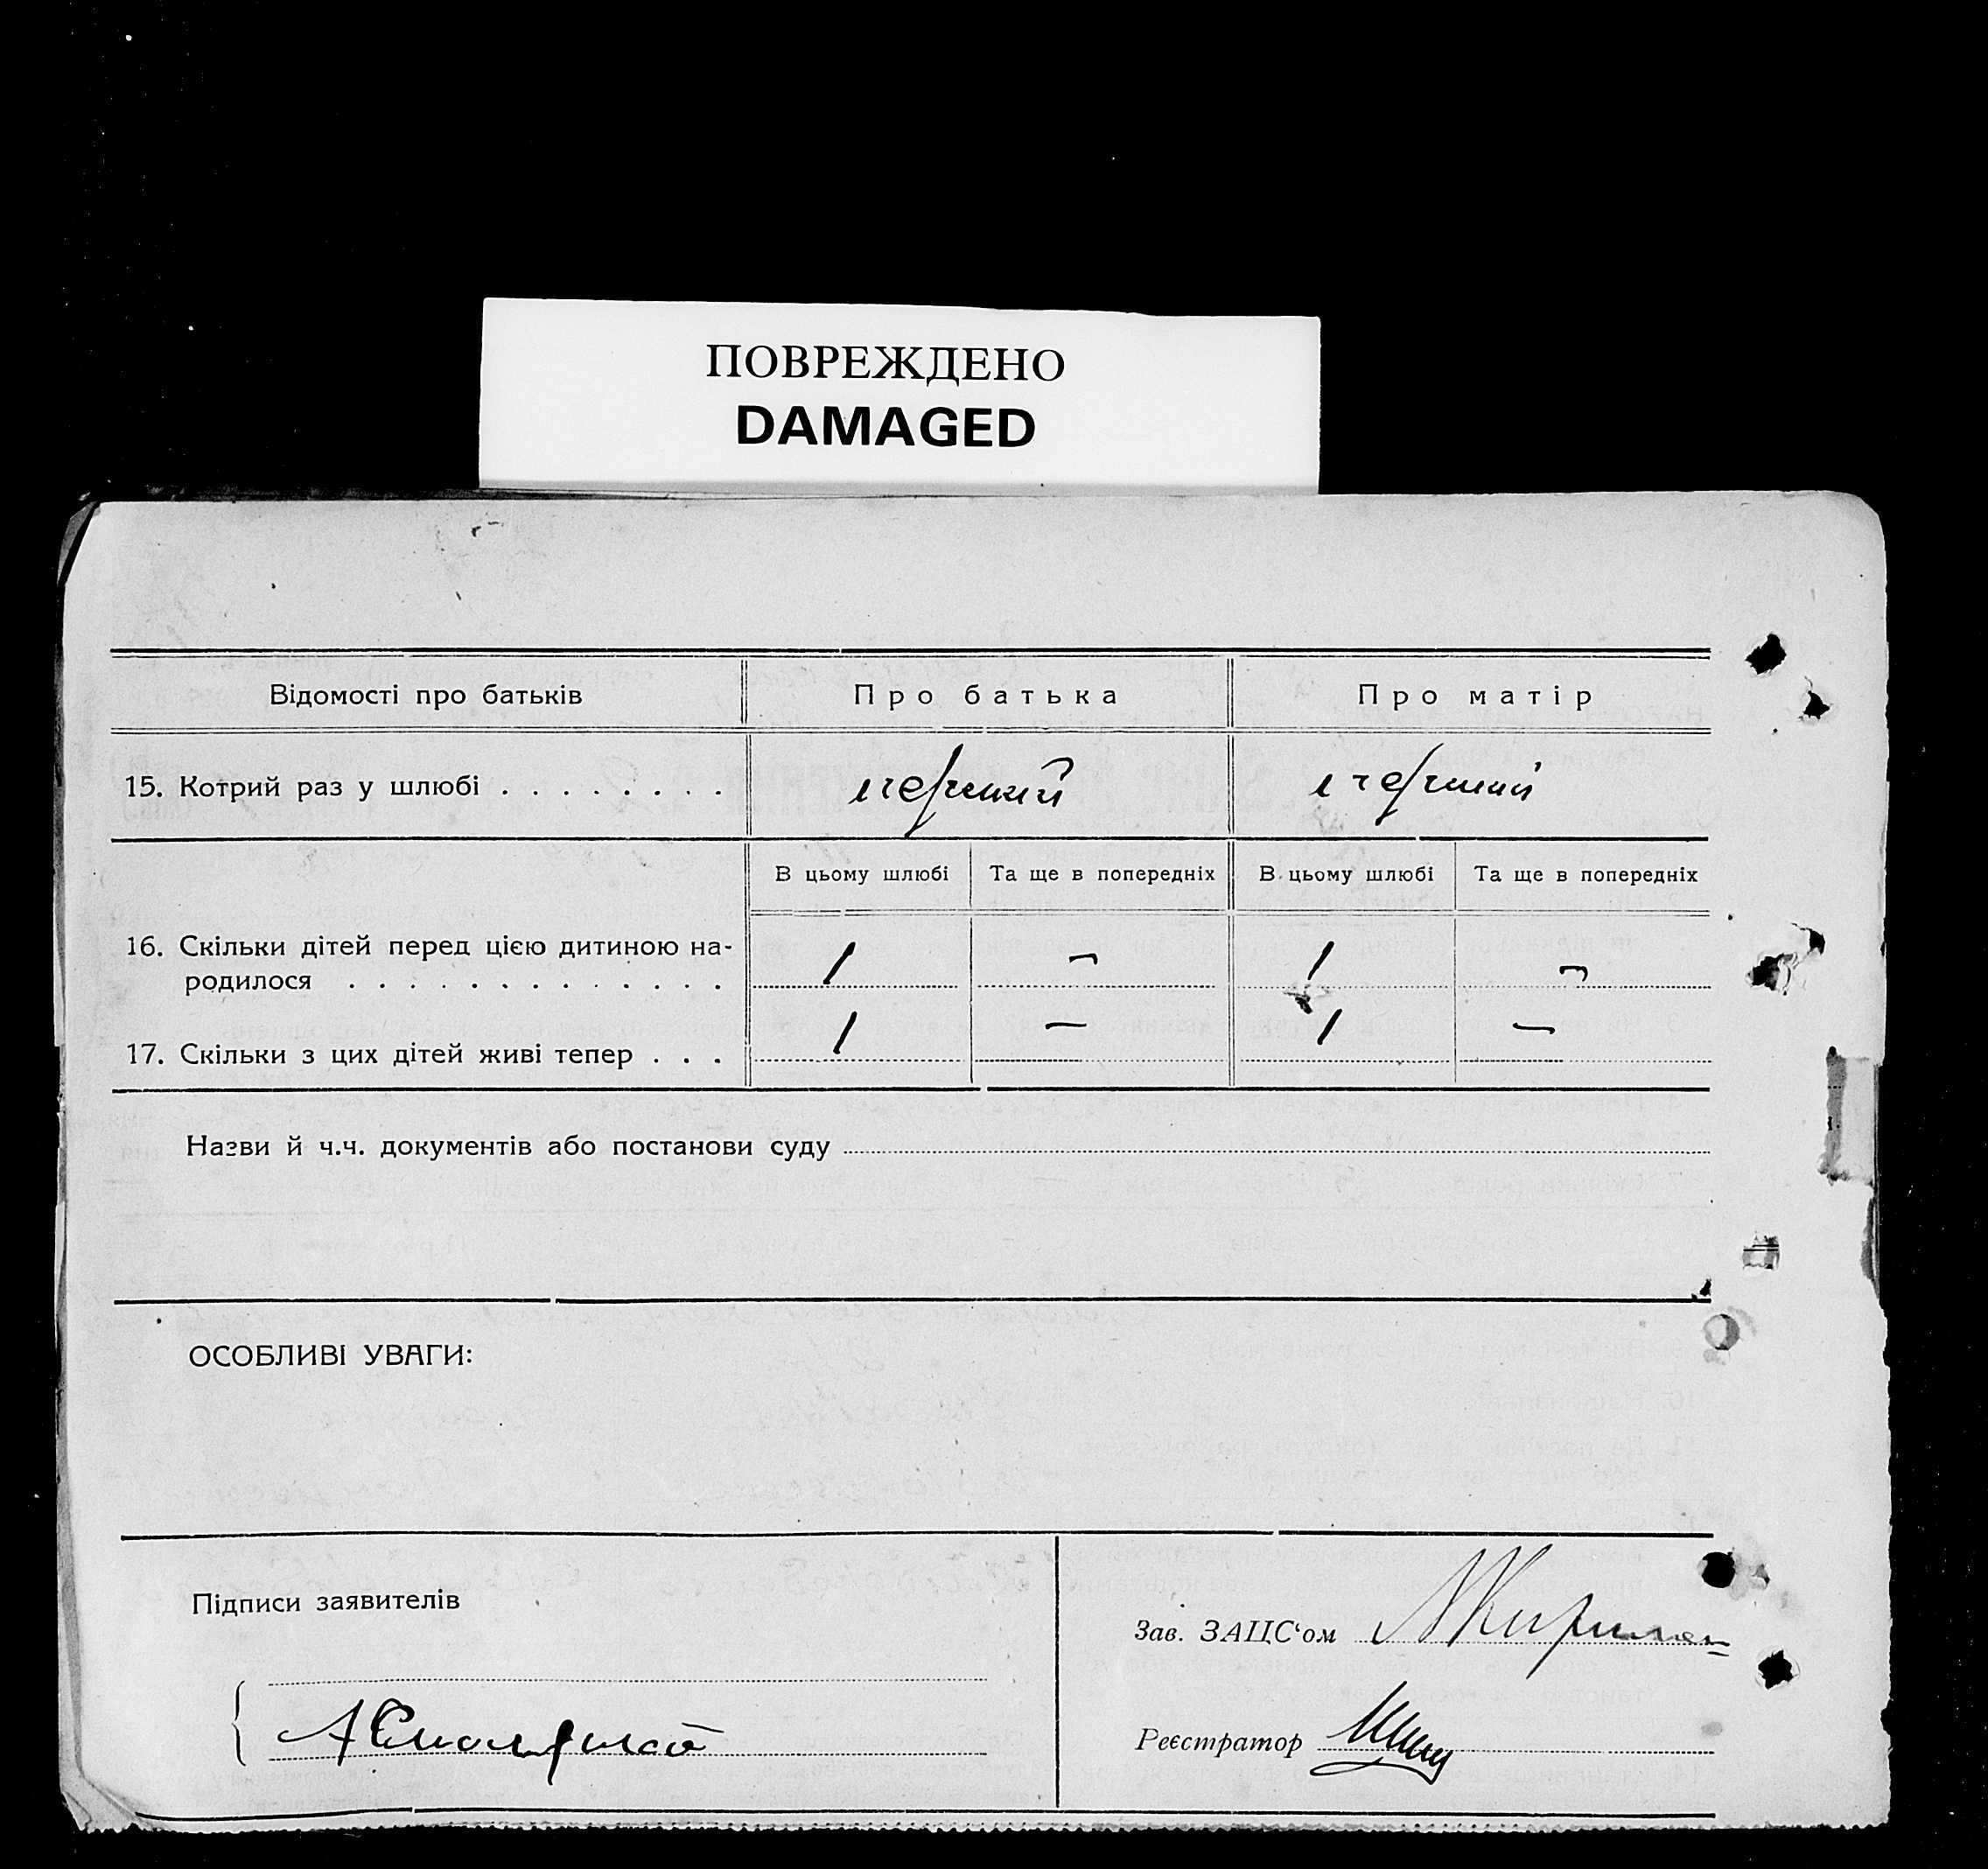 ПОВРЕЖДЕНО
DAMAGED
Відомості про батьків
Про батька
Про матір
15. Котрий раз у шлюбі . . . . . . . .
перший
перший
В цьому шлюбі
Та ще в попередніх
В цьому шлюбі
Та ще в попередніх
16. Скільки дітей перед цією дитиною на-
родилося . . . . . . . . . . . . .
1 — 1 —
17. Скільки з цих дітей живі тепер . . .
1 — 1 —
Назви й ч.ч. документів або постанови суду
ОСОБЛИВІ УВАГИ:
Підписи заявителів
Зав. ЗАЦС‘ом
Реєстратор